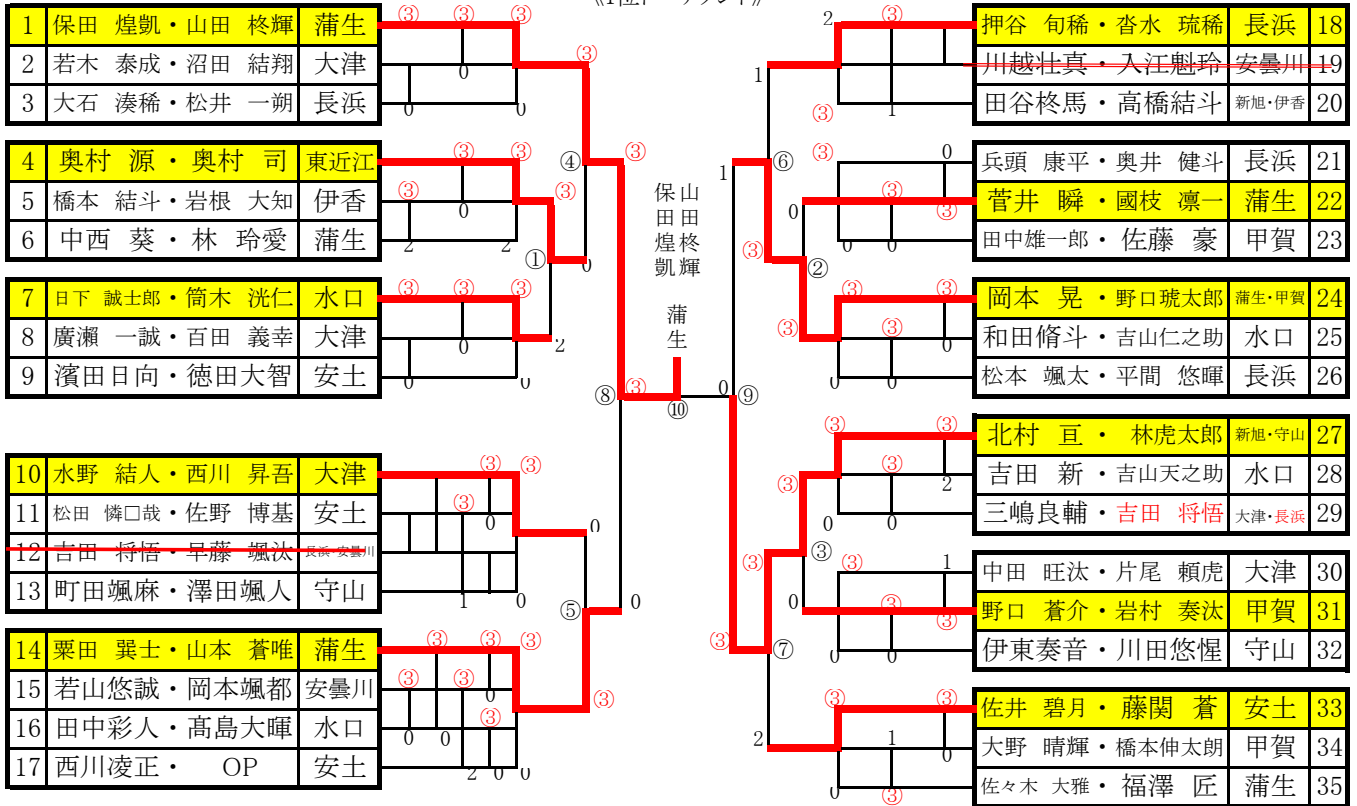 《1位トーナメント》
1 保田 煌凱・山田 柊輝 蒲生
2 若木 泰成・沼田 結翔 大津
3 大石 湊稀・松井 一朔 長浜
4 奥村 源・奥村 司 東近江
5 橋本 結斗・岩根 大知 伊香
6 中西 葵・林 玲愛 蒲生
7 日下 誠士郎・筒木 洸仁 水口
8 廣瀬 一誠・百田 義幸 大津
9 濱田日向・徳田大智 安土
10 水野 結人・西川 昇吾 大津
11 松田 憐□哉・佐野 博基 安土
12 吉田 将悟・早藤 颯汰 長浜・安曇川
13 町田颯麻・澤田颯人 守山
14 粟田 巽士・山本 蒼唯 蒲生
15 若山悠誠・岡本颯都 安曇川
16 田中彩人・髙島大暉 水口
17 西川凌正・ OP 安土
保田煌凱
山田柊輝
蒲生
押谷 旬稀・沓水 琉稀 長浜 18
川越壮真・入江魁玲 安曇川 19
田谷柊馬・高橋結斗 新旭・伊香 20
兵頭 康平・奥井 健斗 長浜 21
菅井 瞬・國枝 凛一 蒲生 22
田中雄一郎・佐藤 豪 甲賀 23
岡本 晃・野口琥太郎 蒲生・甲賀 24
和田脩斗・吉山仁之助 水口 25
松本 颯太・平間 悠暉 長浜 26
北村 亘・ 林虎太郎 新旭・守山 27
吉田 新・吉山天之助 水口 28
三嶋良輔・吉田 将悟 大津・長浜 29
中田 旺汰・片尾 頼虎 大津 30
野口 蒼介・岩村 奏汰 甲賀 31
伊東奏音・川田悠惺 守山 32
佐井 碧月・藤関 蒼 安土 33
大野 晴輝・橋本伸太朗 甲賀 34
佐々木 大雅・福澤 匠 蒲生 35